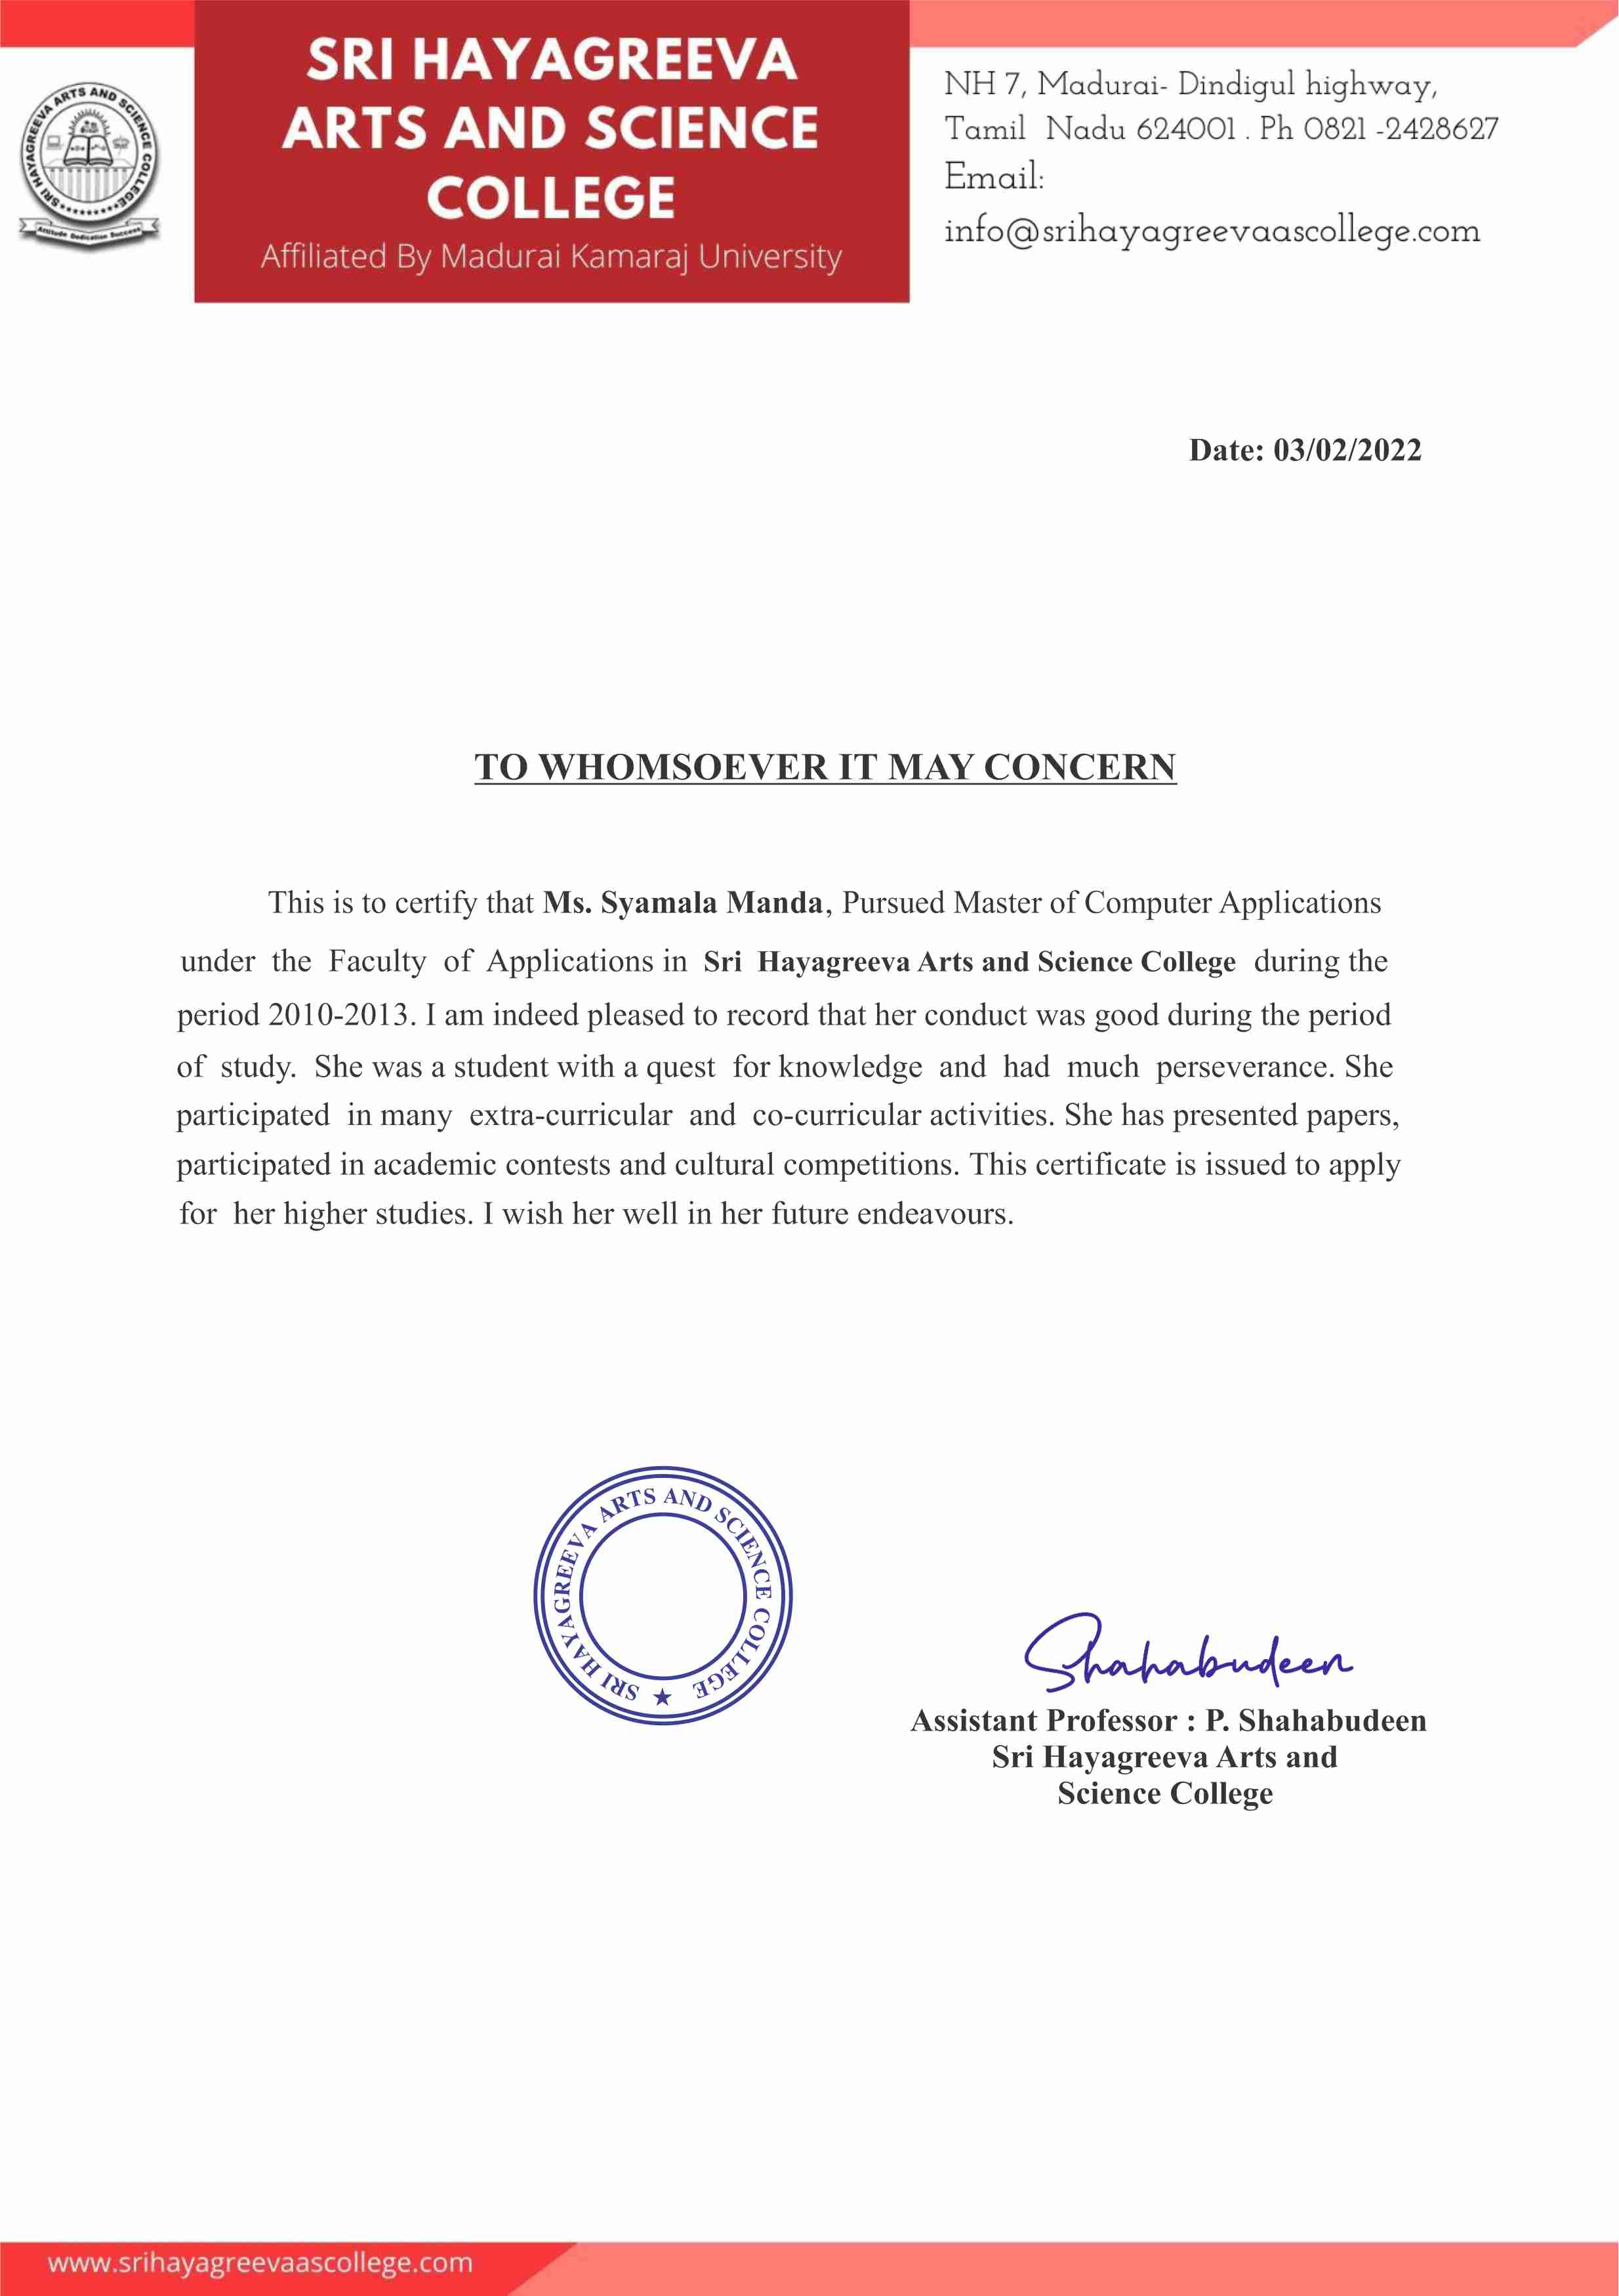 SRI HAYAGREEVA
ARTS AND SCIENCE
COLLEGE
Affiliated By Madurai Kamaraj University
SRI HAYAGREEVA ARTS AND SCIENCE COLLEGE
Attitude Dedication Success
NH 7, Madurai- Dindigul highway,
Tamil Nadu 624001 . Ph 0821 -2428627
Email:
info@srihayagreevaascollege.com
Date: 03/02/2022
TO WHOMSOEVER IT MAY CONCERN
This is to certify that Ms. Syamala Manda, Pursued Master of Computer Applications
under the Faculty of Applications in Sri Hayagreeva Arts and Science College during the
period 2010-2013. I am indeed pleased to record that her conduct was good during the period
of study. She was a student with a quest for knowledge and had much perseverance. She
participated in many extra-curricular and co-curricular activities. She has presented papers,
participated in academic contests and cultural competitions. This certificate is issued to apply
for her higher studies. I wish her well in her future endeavours.
SRI HAYAGREEVA ARTS AND SCIENCE COLLEGE
Shahabudeen
Assistant Professor : P. Shahabudeen
Sri Hayagreeva Arts and
Science College
www.srihayagreevaascollege.com